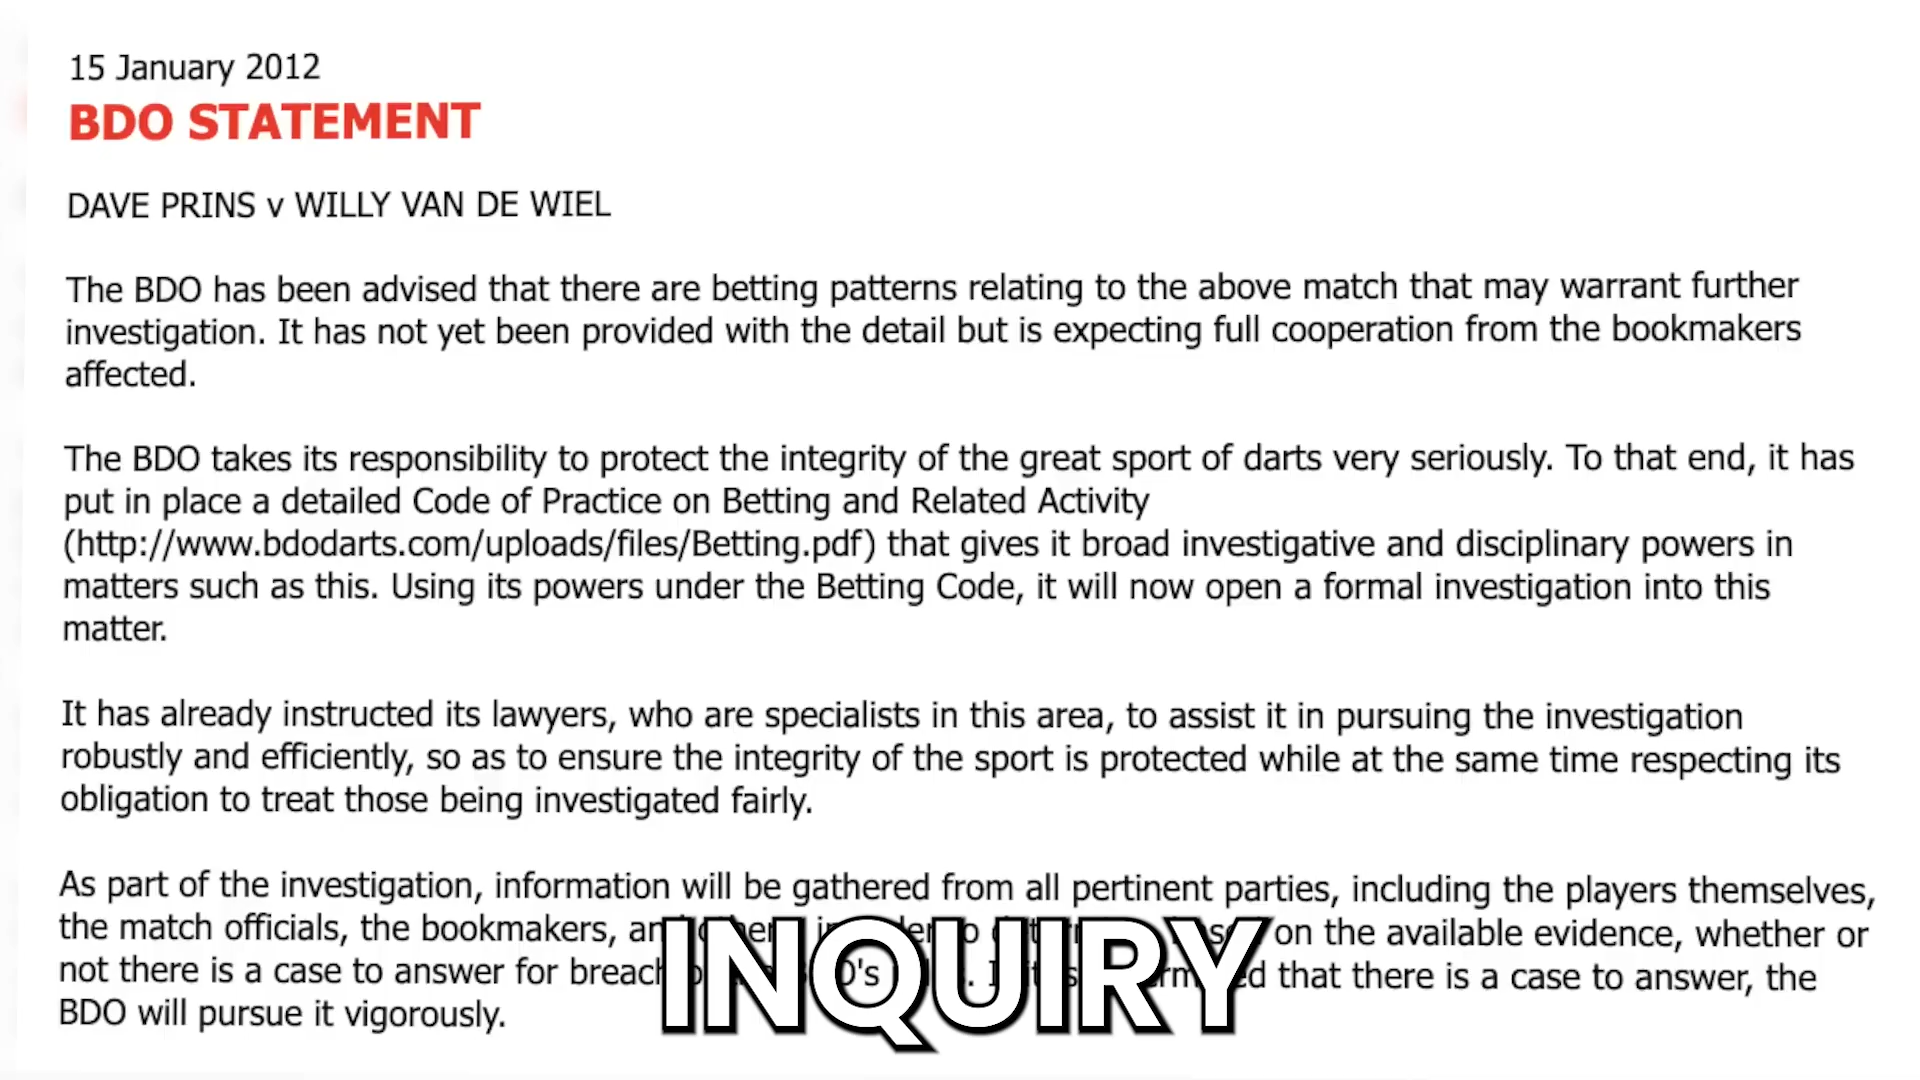 15 January 2012
BDO STATEMENT
DAVE PRINS v WILLY VAN DE WIEL
The BDO has been advised that there are betting patterns relating to the above match that may warrant further
investigation. It has not yet been provided with the detail but is expecting full cooperation from the bookmakers
affected.
The BDO takes its responsibility to protect the integrity of the great sport of darts very seriously. To that end, it has
put in place a detailed Code of Practice on Betting and Related Activity
(http://www.bdodarts.com/uploads/files/Betting.pdf) that gives it broad investigative and disciplinary powers in
matters such as this. Using its powers under the Betting Code, it will now open a formal investigation into this
matter.
It has already instructed its lawyers, who are specialists in this area, to assist it in pursuing the investigation
robustly and efficiently, so as to ensure the integrity of the sport is protected while at the same time respecting its
obligation to treat those being investigated fairly.
As part of the investigation, information will be gathered from all pertinent parties, including the players themselves,
the match officials, the bookmakers, on the available evidence, whether or
not there is a case to answer for that there is a case to answer, the
BDO will pursue it vigorously.
INQUIRY